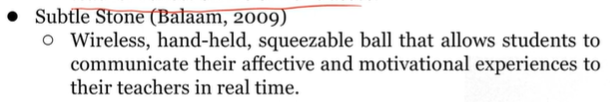 ● Subtle Stone (Balaam, 2009)
○ Wireless, hand-held, squeezable ball that allows students to
communicate their affective and motivational experiences to
their teachers in real time.